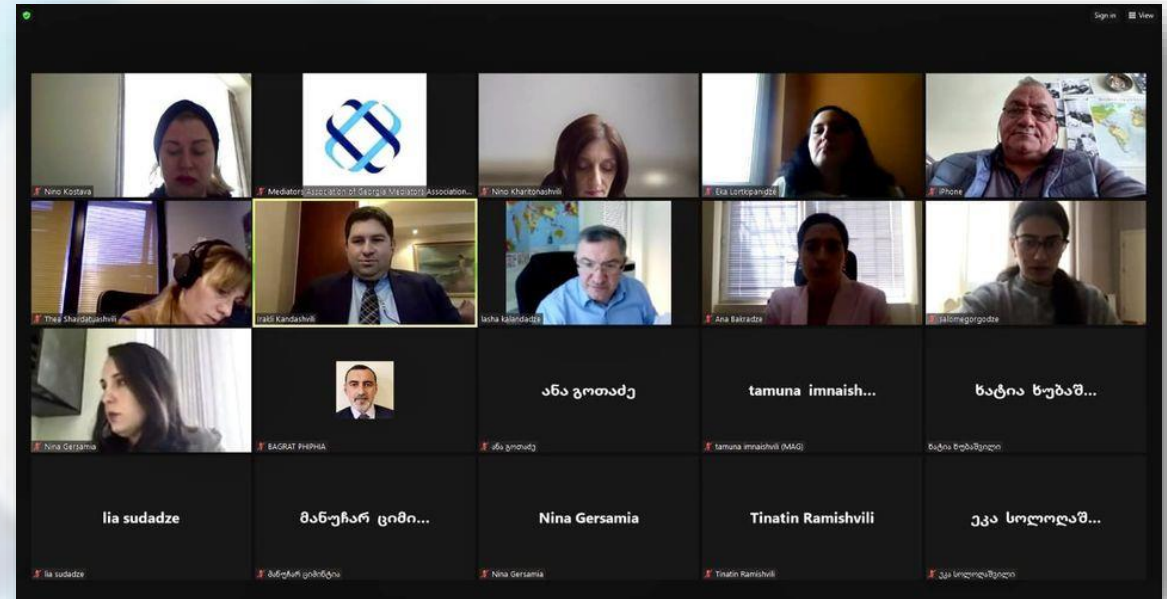 Sign in View
Nino Kostava
Mediators Association of Georgia Mediators Association...
Nino Kharitonashvili
Eka Lortkipanidze
iPhone
Thea Shavdatuashvili
Irakli Kandashvili
lasha kalandadze
Ana Bakradze
salomegorgodze
Nina Gersamia
BAGRAT PHIPHIA
ანა გოთაძე
ანა გოთაძე
tamuna imnaish...
tamuna imnaishvili (MAG)
ხატია ხუბაშ...
ხატია ხუბაშვილი
lia sudadze
lia sudadze
მანუჩარ ციმი...
მანუჩარ ციმინტია
Nina Gersamia
Nina Gersamia
Tinatin Ramishvili
Tinatin Ramishvili
ეკა სოლოღაშ...
ეკა სოლოღაშვილი